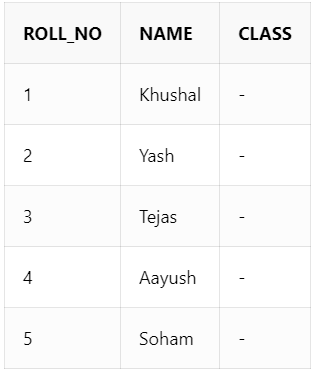 ROLL_NO NAME CLASS
1 Khushal -
2 Yash -
3 Tejas -
4 Aayush -
5 Soham -